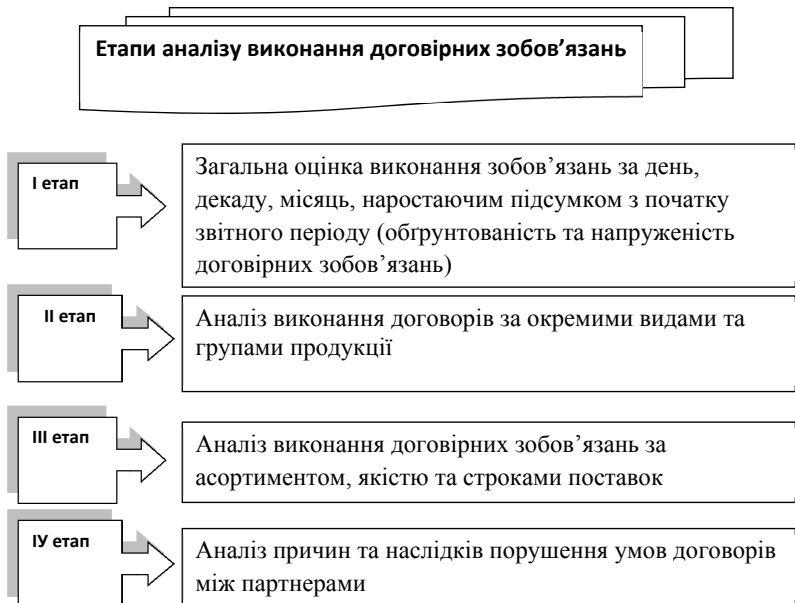 Етапи аналізу виконання договірних зобов’язань
І етап
Загальна оцінка виконання зобов’язань за день,
декаду, місяць, наростаючим підсумком з початку
звітного періоду (обґрунтованість та напруженість
договірних зобов’язань)
ІІ етап
Аналіз виконання договорів за окремими видами та
групами продукції
ІІІ етап
Аналіз виконання договірних зобов’язань за
асортиментом, якістю та строками поставок
ІУ етап
Аналіз причин та наслідків порушення умов договорів
між партнерами